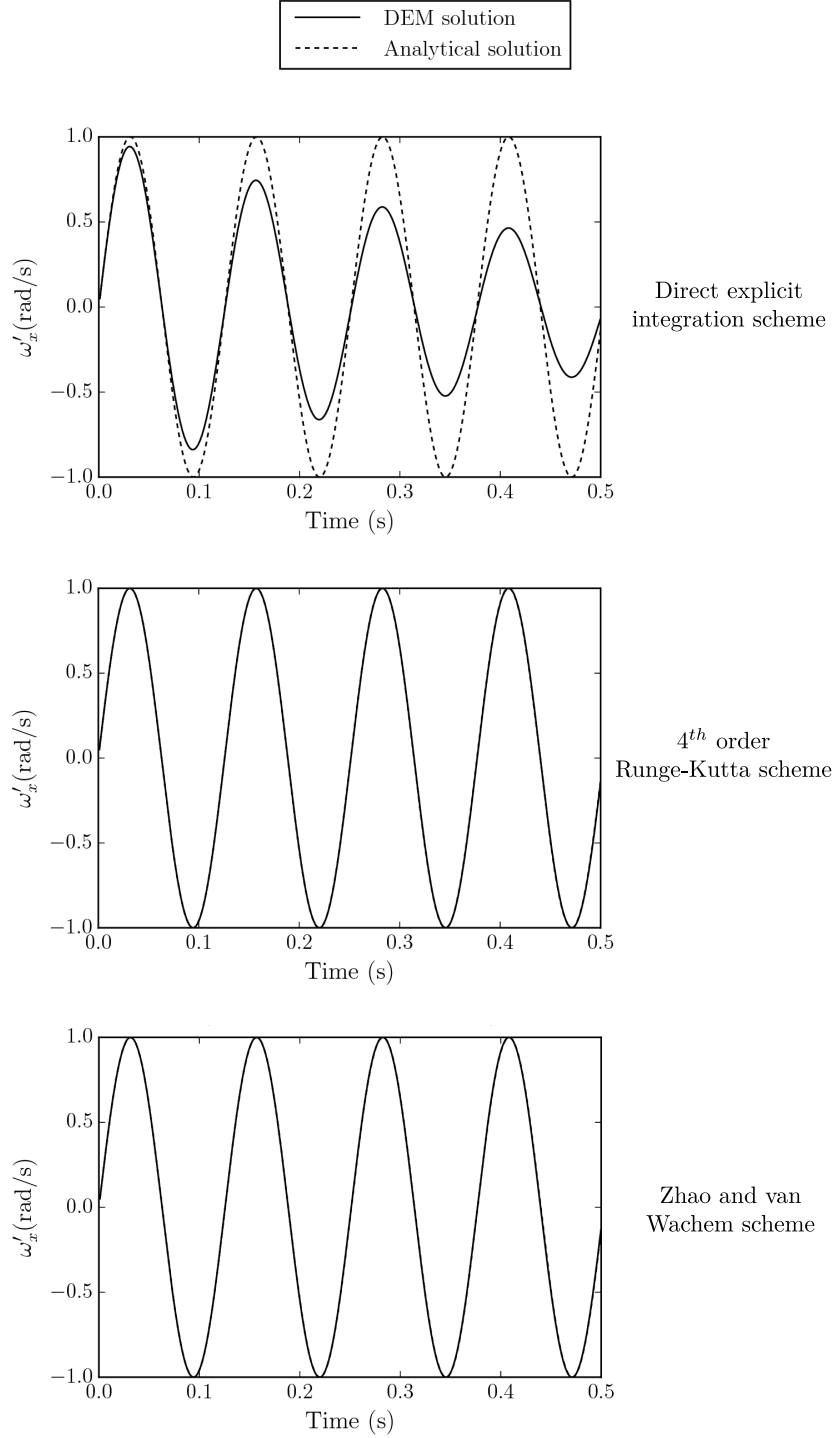 DEM solution
Analytical solution
1.0
0.5
0.0
−0.5
−1.0
ω′x(rad/s)
0.0 0.1 0.2 0.3 0.4 0.5
Time (s)
Direct explicit
integration scheme
1.0
0.5
0.0
−0.5
−1.0
ω′x(rad/s)
0.0 0.1 0.2 0.3 0.4 0.5
Time (s)
4th order
Runge-Kutta scheme
1.0
0.5
0.0
−0.5
−1.0
ω′x(rad/s)
0.0 0.1 0.2 0.3 0.4 0.5
Time (s)
Zhao and van
Wachem scheme